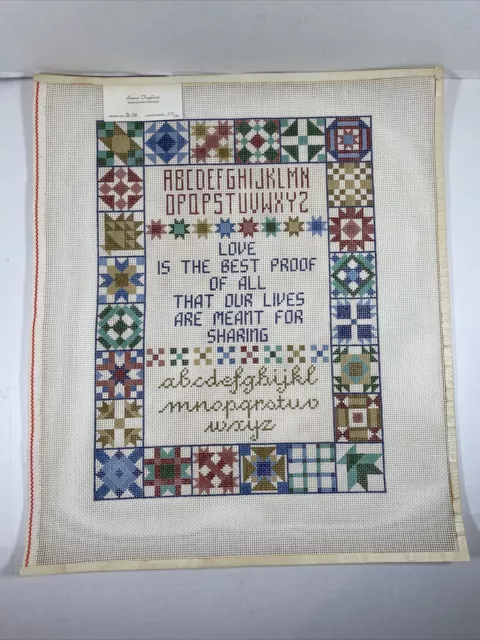 ABCDEFGHIJKLMN
OPQRSTUVWXYZ
LOVE
IS THE BEST PROOF
OF ALL
THAT OUR LIVES
ARE MEANT FOR
SHARING
abcdefghijkl
mnopqrstuv
wxyz